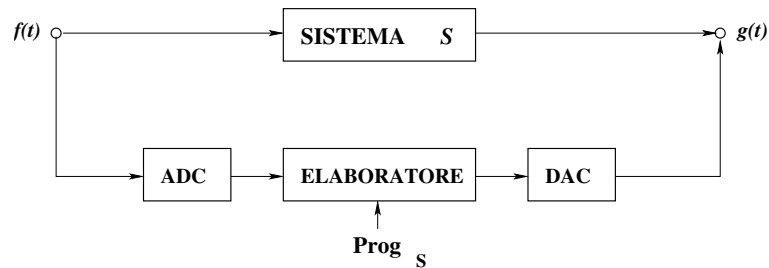 f(t) SISTEMA S g(t)
ADC ELABORATORE DAC
Prog S